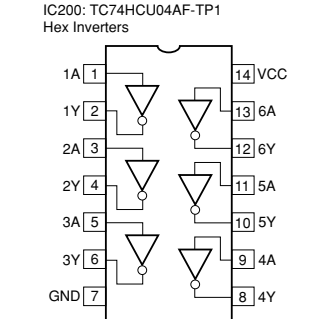 IC200: TC74HCU04AF-TP1
Hex Inverters
1A 1 14 VCC
1Y 2 13 6A
2A 3 12 6Y
2Y 4 11 5A
3A 5 10 5Y
3Y 6 9 4A
GND 7 8 4Y